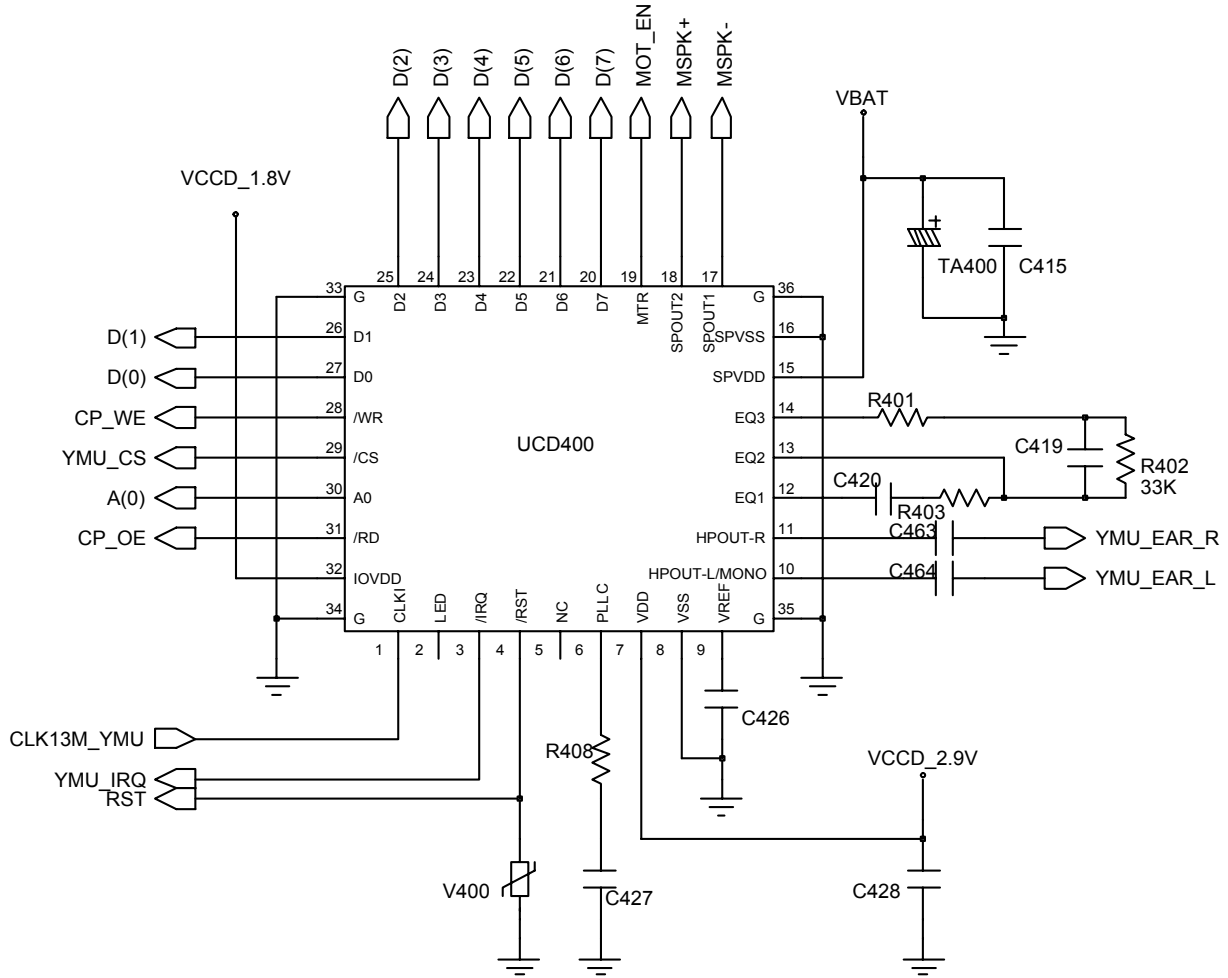 D(2)
D(3)
D(4)
D(5)
D(6)
D(7)
MOT_EN
MSPK+
MSPK-
VBAT
VCCD_1.8V
+
TA400
C415
25
24
23
22
21
20
19
18
17
D2
D3
D4
D5
D6
D7
MTR
SPOUT2
SPOUT1
33
G
G
36
D(1)
26
D1
SPVSS
16
D(0)
27
D0
SPVDD
15
CP_WE
28
/WR
EQ3
14
R401
YMU_CS
29
/CS
UCD400
EQ2
13
C419
R402
33K
A(0)
30
A0
EQ1
12
C420
R403
CP_OE
31
/RD
HPOUT-R
11
C463
YMU_EAR_R
32
IOVDD
HPOUT-L/MONO
10
C464
YMU_EAR_L
34
G
G
35
CLKI
LED
/IRQ
/RST
NC
PLLC
VDD
VSS
VREF
1
2
3
4
5
6
7
8
9
C426
CLK13M_YMU
R408
YMU_IRQ
RST
VCCD_2.9V
V400
C427
C428